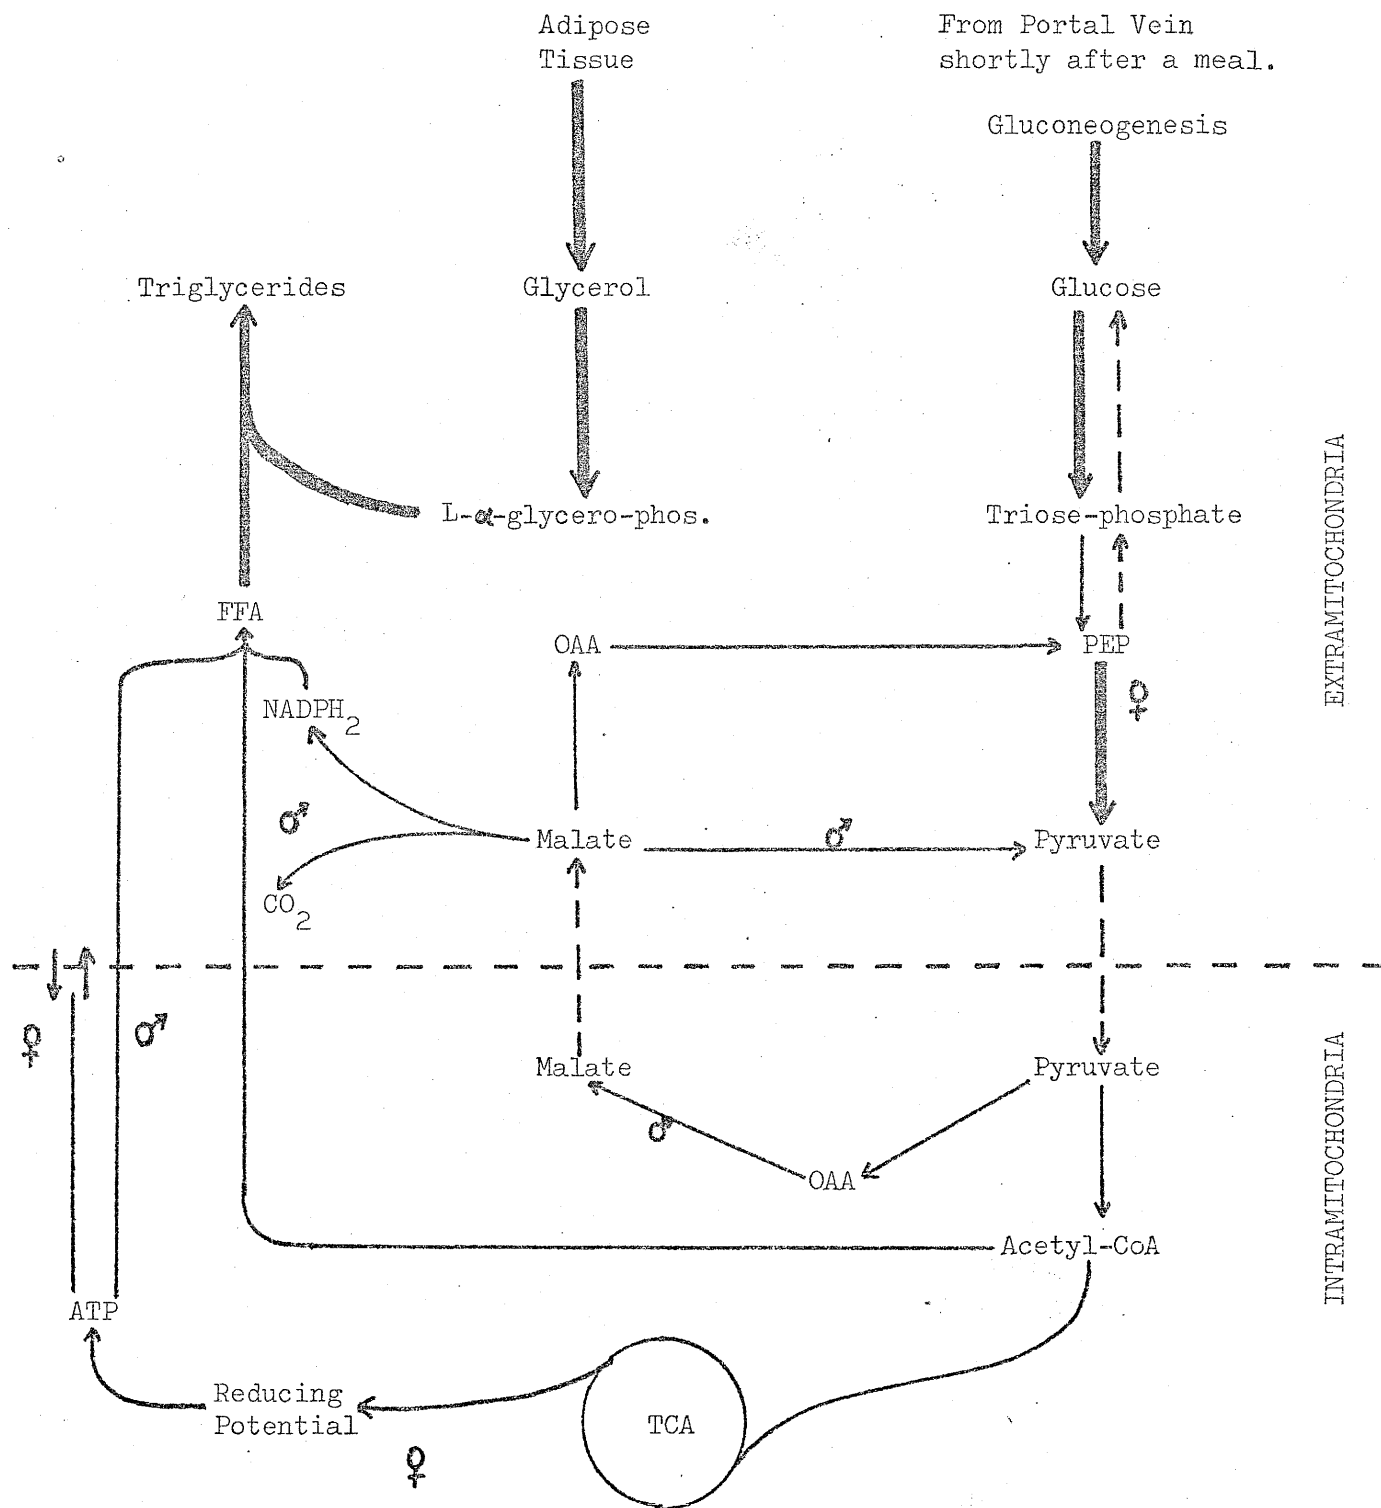 Adipose
Tissue
From Portal Vein
shortly after a meal.
Gluconeogenesis
Triglycerides
Glycerol
Glucose
L-α-glycero-phos.
Triose-phosphate
EXTRAMITOCHONDRIA
FFA
OAA
PEP
♀
NADPH2
♂
Malate
♂
Pyruvate
CO2
♀
♂
Malate
Pyruvate
♂
OAA
INTRAMITOCHONDRIA
Acetyl-CoA
ATP
Reducing
Potential
TCA
♀